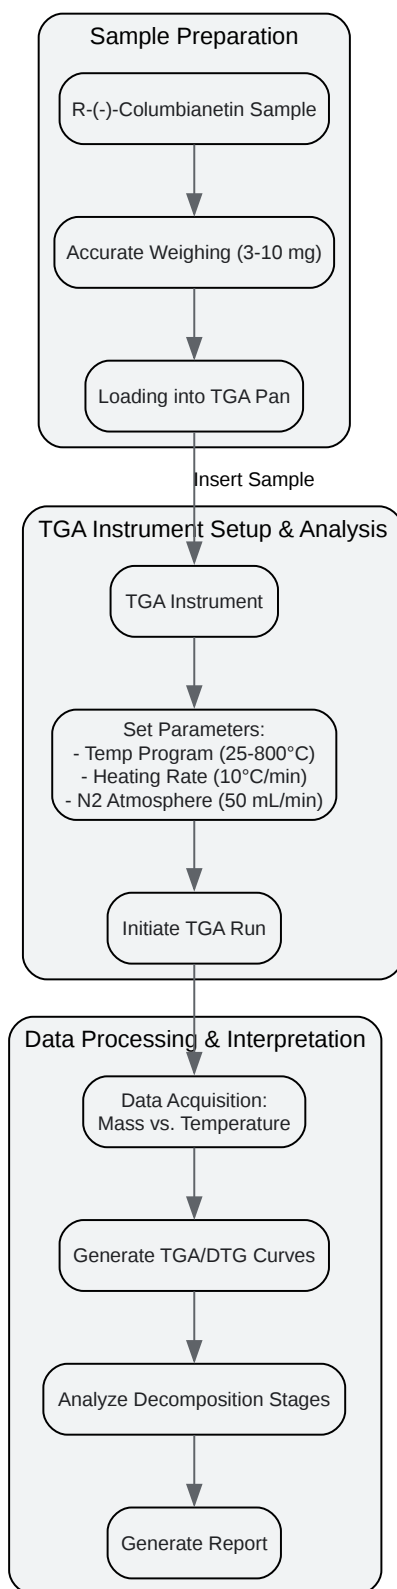 Sample Preparation
R-(-)-Columbianetin Sample
Accurate Weighing (3-10 mg)
Loading into TGA Pan
Insert Sample
TGA Instrument Setup & Analysis
TGA Instrument
Set Parameters:
- Temp Program (25-800°C)
- Heating Rate (10°C/min)
- N2 Atmosphere (50 mL/min)
Initiate TGA Run
Data Processing & Interpretation
Data Acquisition:
Mass vs. Temperature
Generate TGA/DTG Curves
Analyze Decomposition Stages
Generate Report